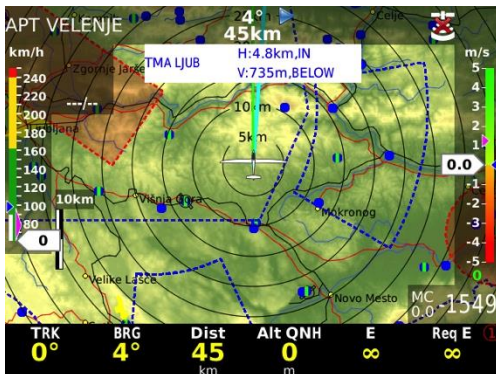 APT VELENJE
4°
45km
Celje
km/h
m/s
TMA LJUB
H:4.8km,IN
V:735m,BELOW
Zgornje Jarše
240
220
200
180
160
140
120
100
80
0
10 km
5km
10km
5
4
3
2
1
0.0
-1
-2
-3
-4
-5
Višnja Gora
Mokronog
Velike Lašče
Novo Mesto
MC
0.0
1549
TRK BRG Dist Alt QNH E Req E
0° 4° 45 0 ∞ ∞
km m
1